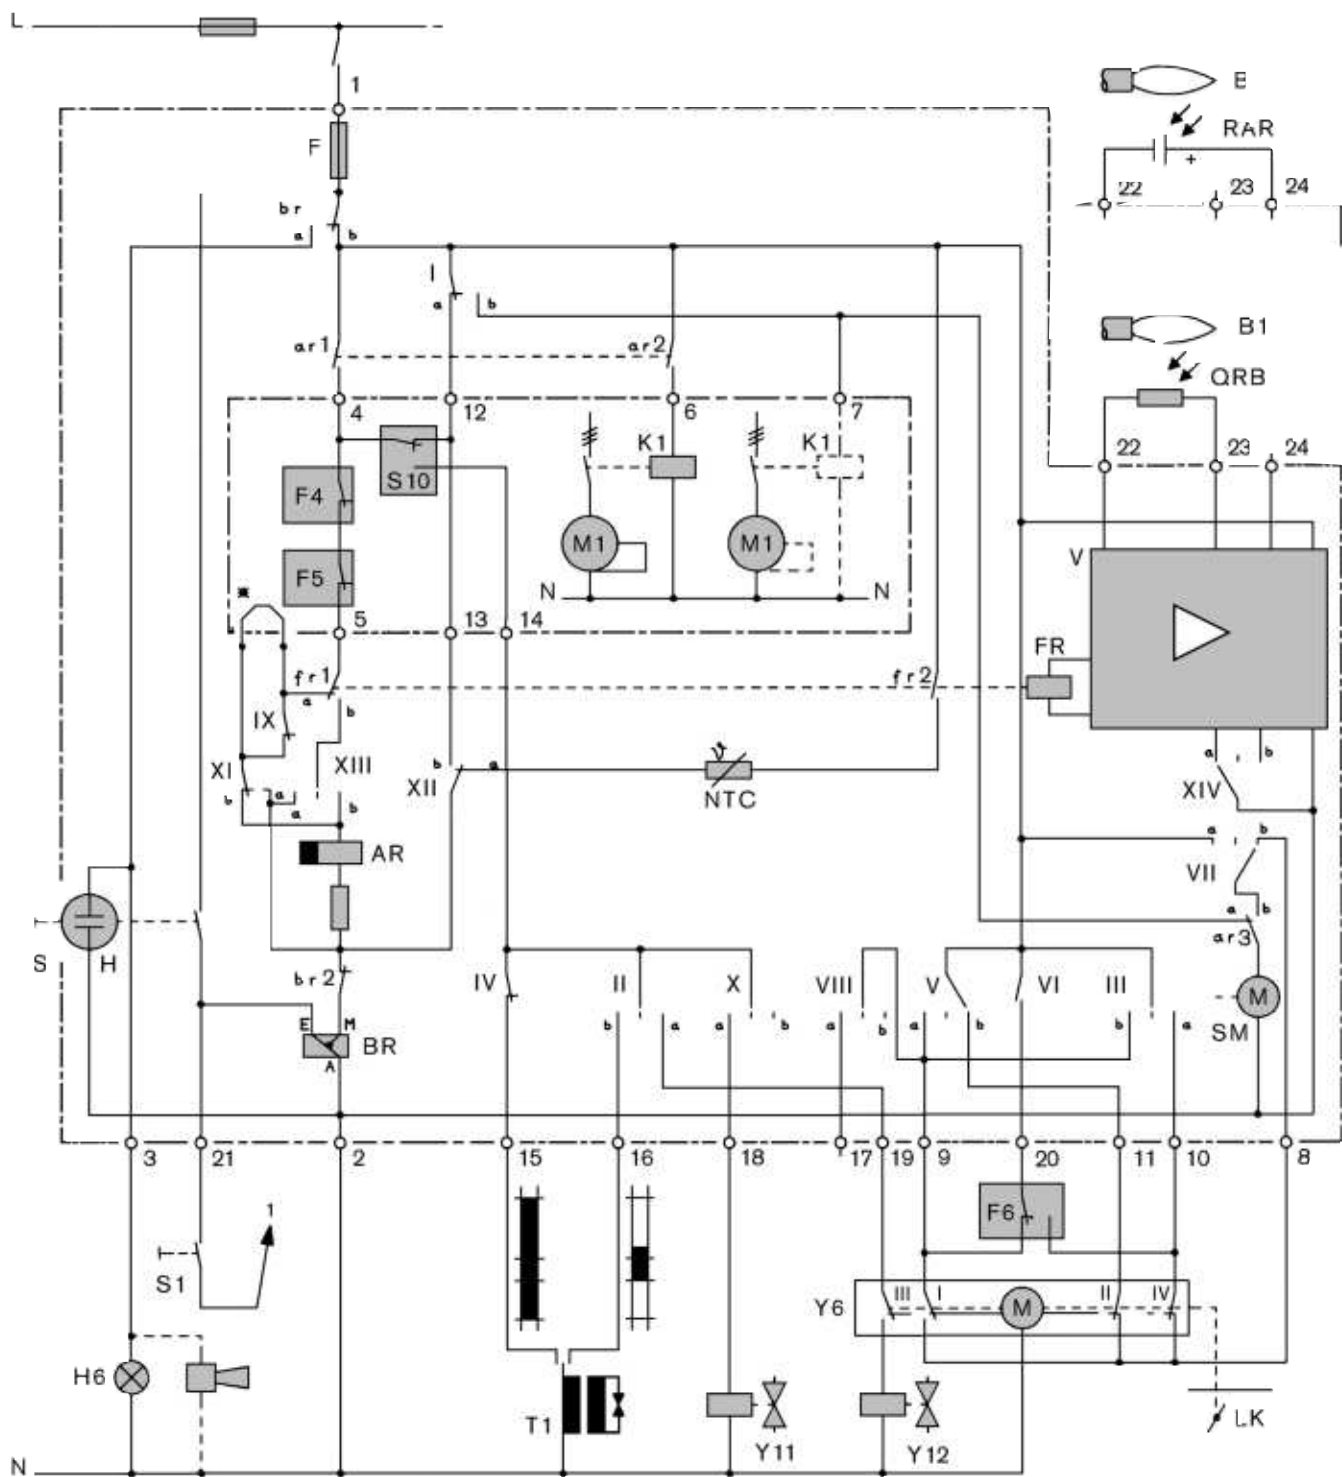 L
1
E
F
RAR
+
22
23
24
br
a
b
I
a
b
B1
ar1
ar2
QRB
4
12
6
7
K1
K1
22
23
24
S10
F4
M1
M1
V
F5
N
N
5
13
14
FR
fr1
fr2
a
b
IX
a
b
XI
XIII
b
a
XII
NTC
XIV
b
a
a
b
a
b
AR
VII
a
b
ar3
S
H
br2
IV
II
X
VIII
V
VI
III
M
SM
E
M
BR
A
b
a
a
b
a
b
a
b
b
a
3
21
2
15
16
18
17
19
9
20
11
10
8
1
F6
S1
III
I
II
IV
Y6
M
H6
T1
Y11
Y12
LK
N